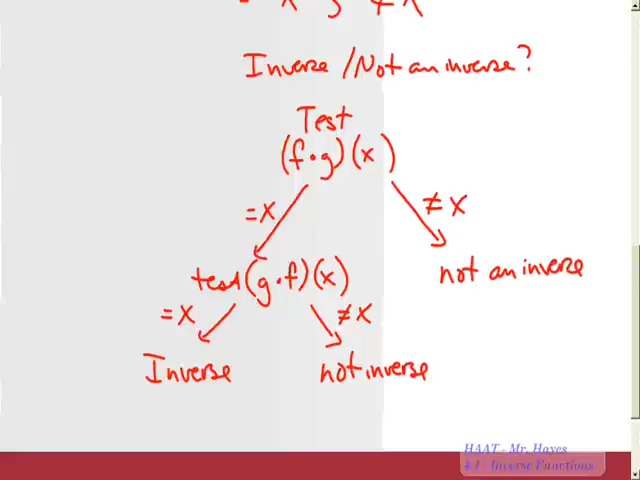 = x
≠ x
Inverse / Not an inverse?
Test
(f • g)(x)
= x
≠ x
test (g • f)(x)
not an inverse
= x
≠ x
Inverse
not inverse
HAAT - Mr. Hayes
4.1 - Inverse Functions